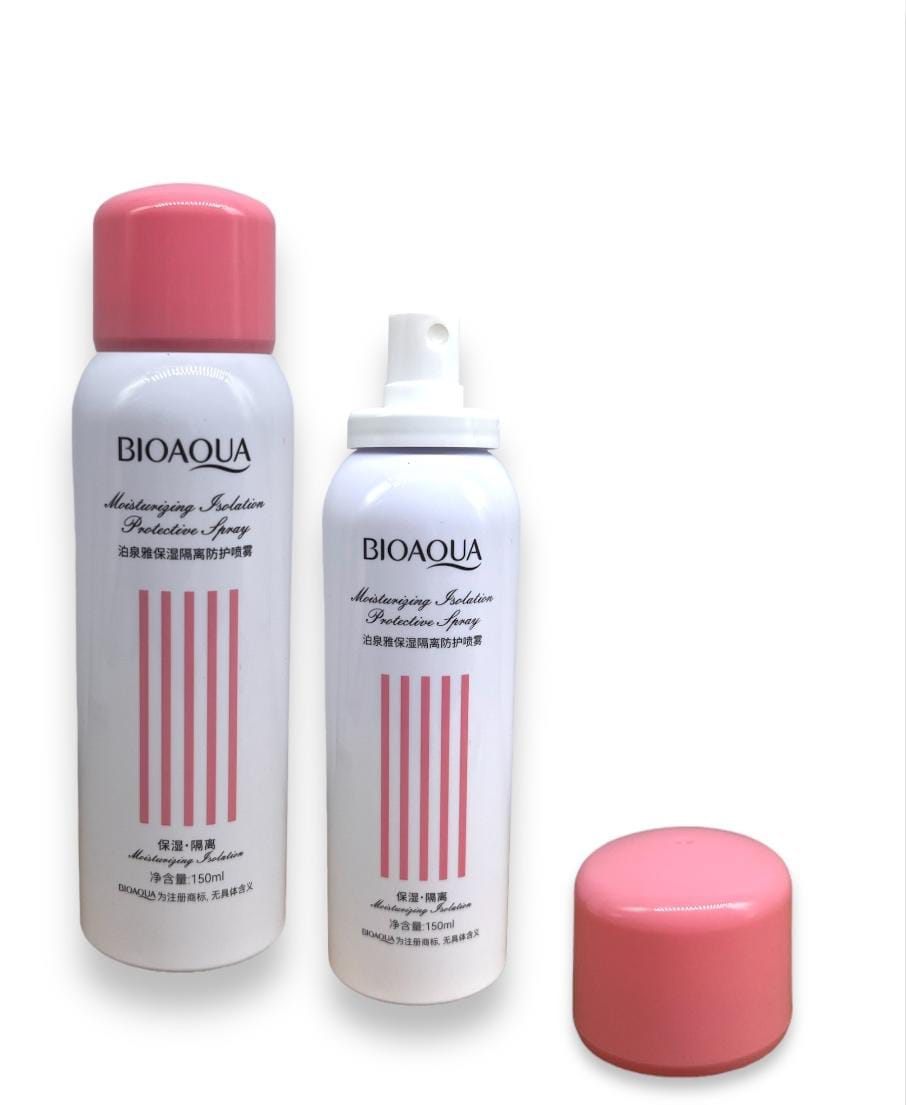 BIOAQUA
Moisturizing Isolation
Protective Spray
泊泉雅保湿隔离防护喷雾
保湿·隔离
Moisturizing Isolation
净含量:150ml
BIOAQUA为注册商标, 无具体含义
BIOAQUA
Moisturizing Isolation
Protective Spray
泊泉雅保湿隔离防护喷雾
保湿·隔离
Moisturizing Isolation
净含量:150ml
BIOAQUA为注册商标, 无具体含义